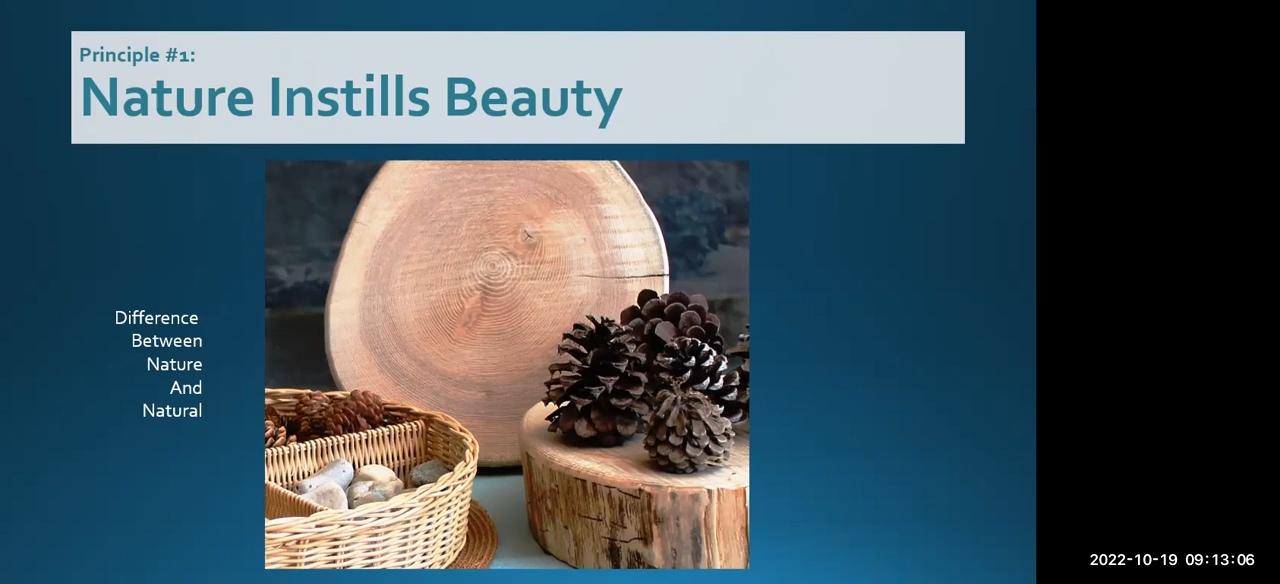 Principle #1:
Nature Instills Beauty
Difference
Between
Nature
And
Natural
2022-10-19 09:13:06